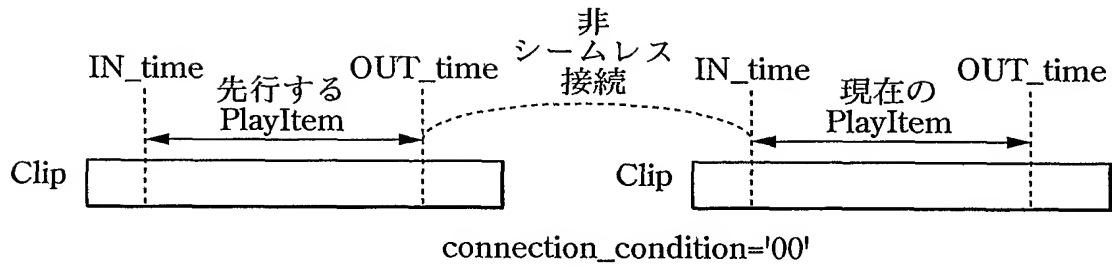 非
シームレス
接続
IN_time
OUT_time
IN_time
OUT_time
先行する
PlayItem
現在の
PlayItem
Clip
Clip
connection_condition='00'